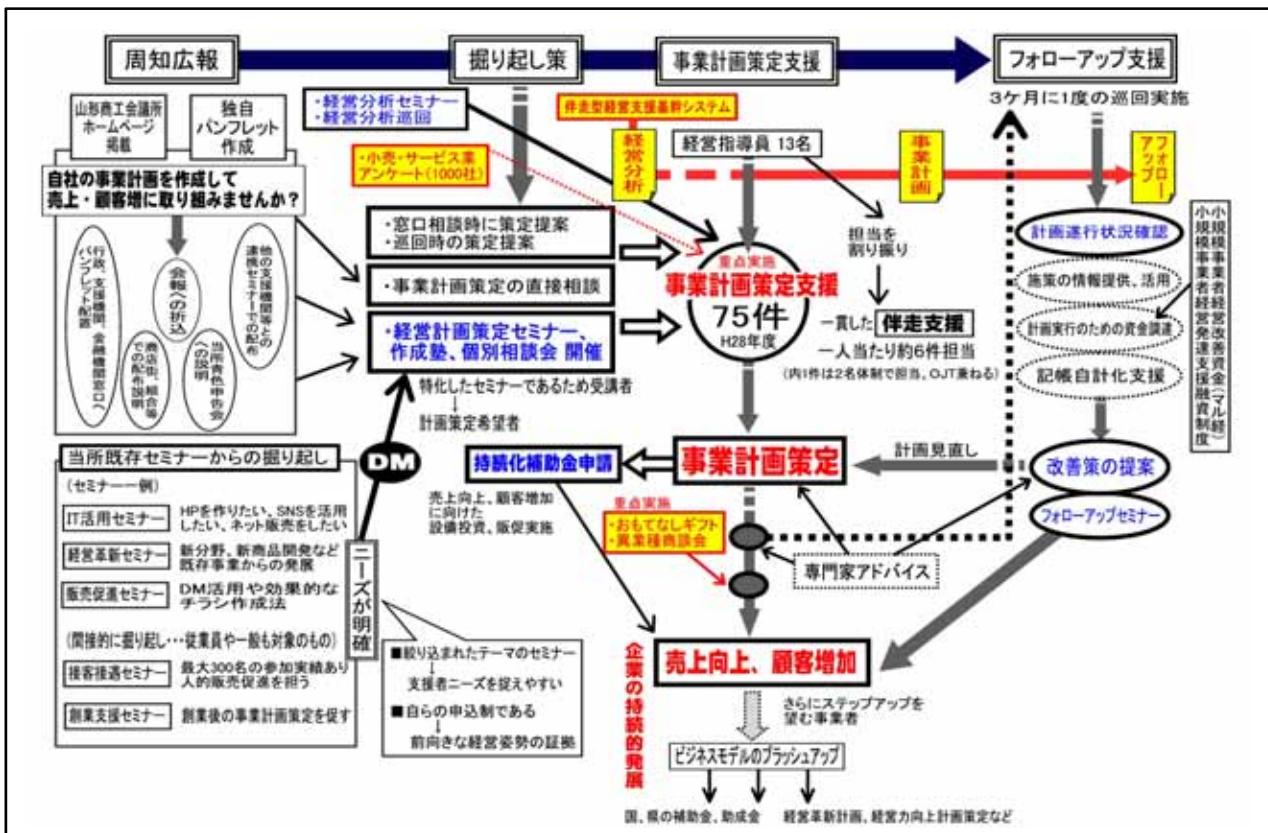 周知広報
掘り起し策
事業計画策定支援
フォローアップ支援
3ケ月に1度の巡回実施
山形商工会議所
ホームページ
掲載
独自
パンフレット
作成
・経営分析セミナー
・経営分析巡回
伴走型経営支援基幹システム
経営分析
経営指導員 13名
事業計画
フォロー
アップ
・小売・サービス業
アンケート(1000社)
自社の事業計画を作成して
売上・顧客増に取り組みませんか?
行政、支援機関、金融機関窓口へ
パンフレット配置
会報への折込
他の支援機関等との
連携セミナーでの配布
商店街、組合等
での配布説明
当所青色申告会
への説明
・窓口相談時に策定提案
・巡回時の策定提案
・事業計画策定の直接相談
・経営計画策定セミナー、
作成塾、個別相談会 開催
特化したセミナーであるため受講者
計画策定希望者
重点実施
事業計画策定支援
75件
H28年度
担当を
割り振り
一貫した 伴走支援
一人当たり約6件担当
(内1件は2名体制で担当、OJT兼ねる)
計画進行状況確認
施策の情報提供、活用
計画実行のための資金調達
記帳自計化支援
小規模事業者経営改善資金(マル経)
小規模事業者経営発達支援融資制度
改善策の提案
フォローアップセミナー
計画見直し
事業計画策定
持続化補助金申請
売上向上、顧客増加
に向けた
設備投資、販促実施
重点実施
・おもてなしギフト
・異業種商談会
専門家アドバイス
DM
当所既存セミナーからの掘り起し
(セミナー一例)
IT活用セミナー
HPを作りたい、SNSを活用
したい、ネット販売をしたい
経営革新セミナー
新分野、新商品開発など
既存事業からの発展
販売促進セミナー
DM活用や効果的な
チラシ作成法
(間接的に掘り起し・・・従業員や一般も対象のもの)
接客接遇セミナー
最大300名の参加実績あり
人的販売促進を担う
創業支援セミナー
創業後の事業計画策定を促す
ニーズが明確
■絞り込まれたテーマのセミナー
支援者ニーズを捉えやすい
■自らの申込制である
前向きな経営姿勢の証拠
企業の持続的発展
売上向上、顧客増加
さらにステップアップを
望む事業者
ビジネスモデルのブラッシュアップ
国、県の補助金、助成金
経営革新計画、経営力向上計画策定など